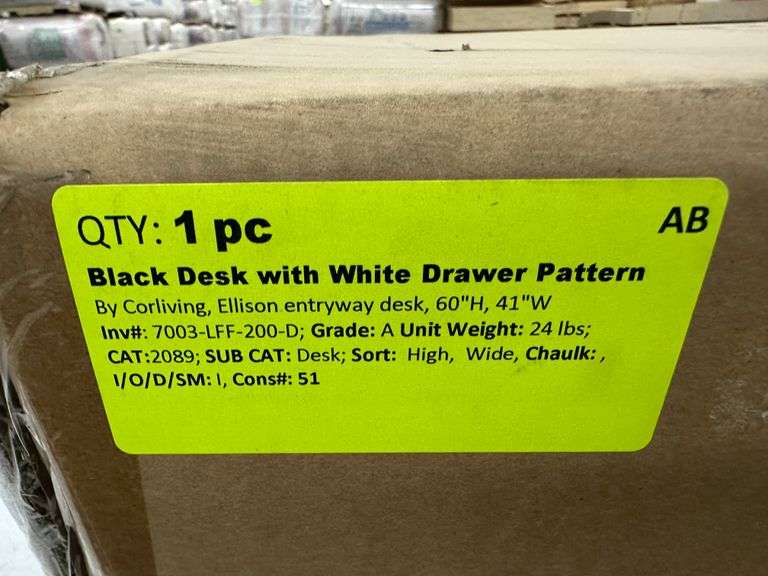 QTY: 1 pc
AB
Black Desk with White Drawer Pattern
By Corliving, Ellison entryway desk, 60"H, 41"W
Inv#: 7003-LFF-200-D; Grade: A Unit Weight: 24 lbs;
CAT:2089; SUB CAT: Desk; Sort: High, Wide, Chaulk: ,
I/O/D/SM: I, Cons#: 51